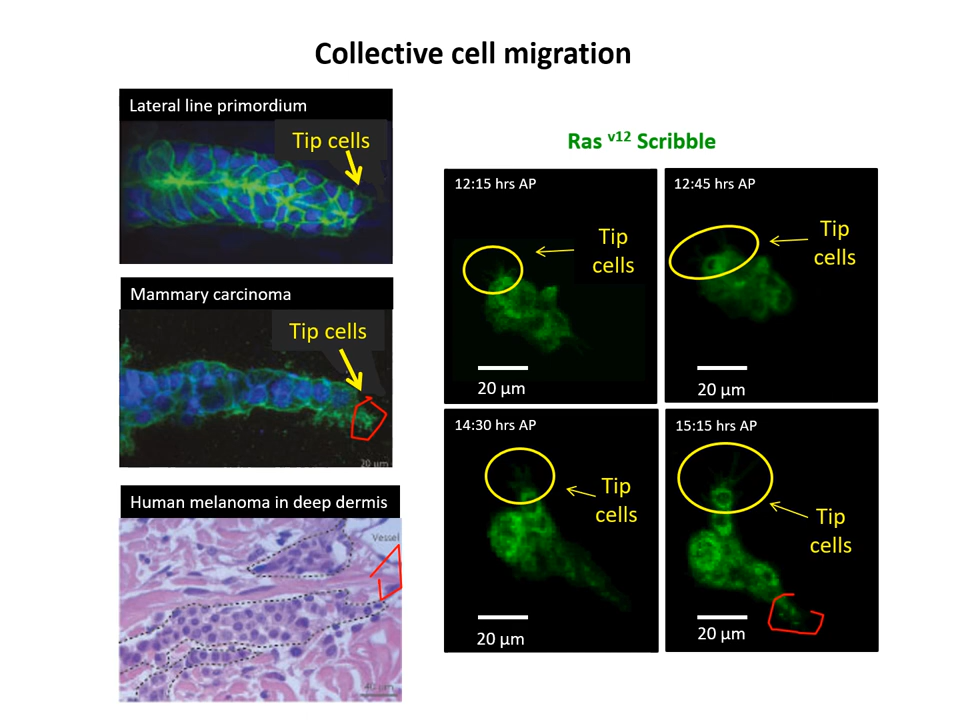 Collective cell migration
Lateral line primordium
Tip cells
Mammary carcinoma
Tip cells
20 µm
Human melanoma in deep dermis
Vessel
40 µm
Ras v12 Scribble
12:15 hrs AP
Tip
cells
20 µm
12:45 hrs AP
Tip
cells
20 µm
14:30 hrs AP
Tip
cells
20 µm
15:15 hrs AP
Tip
cells
20 µm